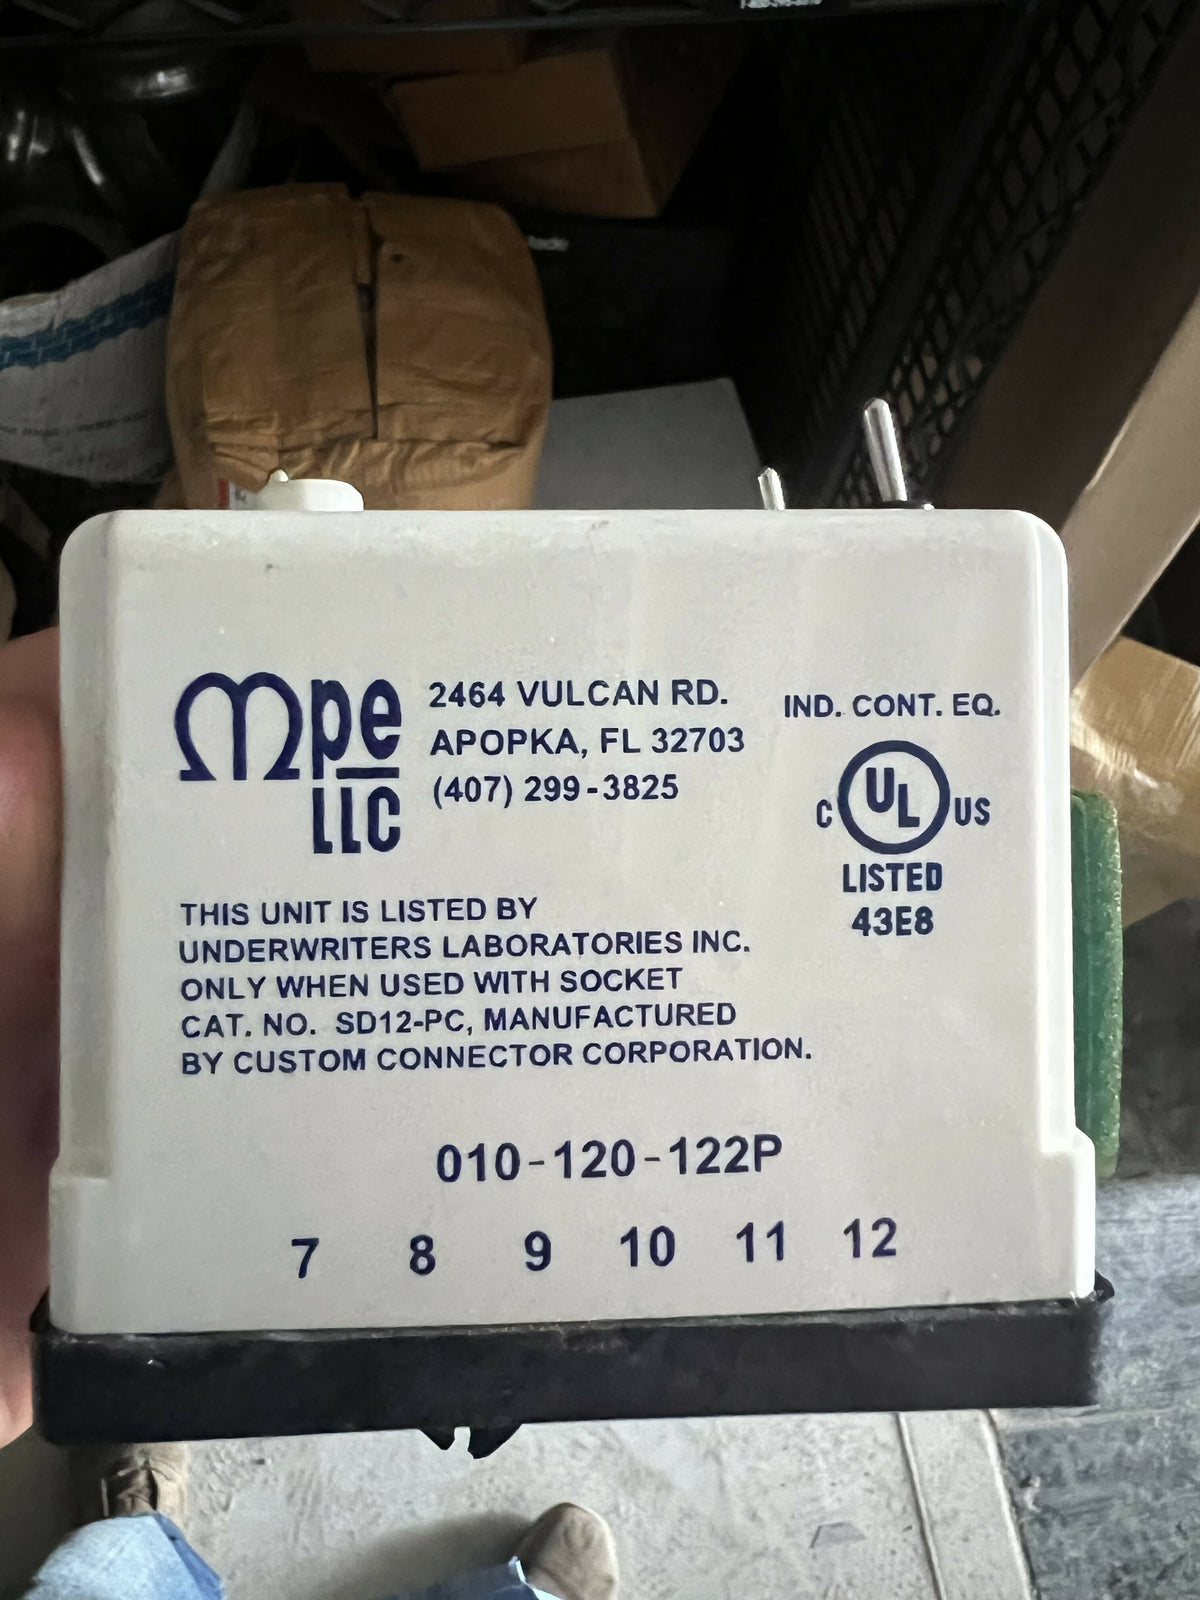 mpe
LLC
2464 VULCAN RD.
APOPKA, FL 32703
(407) 299-3825
IND. CONT. EQ.
C UL US
LISTED
43E8
THIS UNIT IS LISTED BY
UNDERWRITERS LABORATORIES INC.
ONLY WHEN USED WITH SOCKET
CAT. NO. SD12-PC, MANUFACTURED
BY CUSTOM CONNECTOR CORPORATION.
010-120-122P
7 8 9 10 11 12